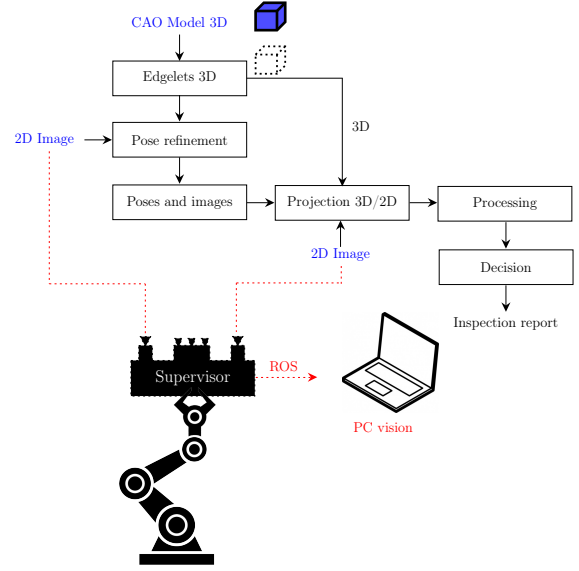 CAO Model 3D
Edgelets 3D
3D
2D Image
Pose refinement
Poses and images
Projection 3D/2D
Processing
2D Image
Decision
Inspection report
Supervisor
ROS
PC vision